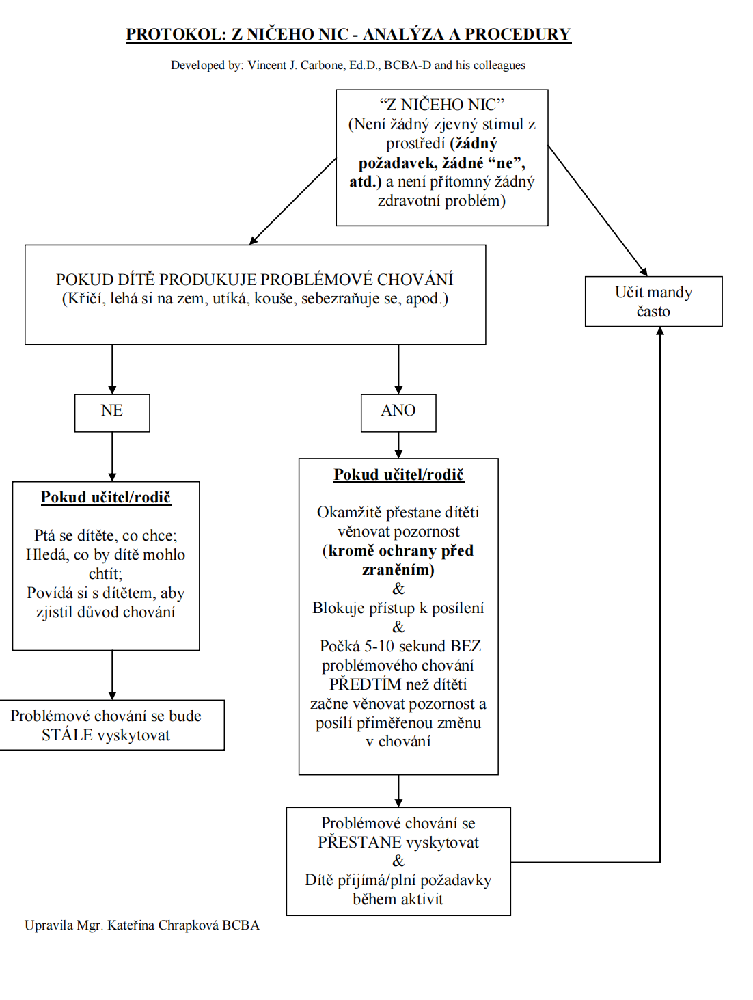 PROTOKOL: Z NIČEHO NIC - ANALÝZA A PROCEDURY
Developed by: Vincent J. Carbone, Ed.D., BCBA-D and his colleagues
“Z NIČEHO NIC”
(Není žádný zjevný stimul z
prostředí (žádný
požadavek, žádné “ne”,
atd.) a není přítomný žádný
zdravotní problém)
POKUD DÍTĚ PRODUKUJE PROBLÉMOVÉ CHOVÁNÍ
(Křičí, lehá si na zem, utíká, kouše, sebezraňuje se, apod.)
Učit mandy
často
NE
ANO
Pokud učitel/rodič
Ptá se dítěte, co chce;
Hledá, co by dítě mohlo
chtít;
Povídá si s dítětem, aby
zjistil důvod chování
Problémové chování se bude
STÁLE vyskytovat
Pokud učitel/rodič
Okamžitě přestane dítěti
věnovat pozornost
(kromě ochrany před
zraněním)
&
Blokuje přístup k posílení
&
Počká 5-10 sekund BEZ
problémového chování
PŘEDTÍM než dítěti
začne věnovat pozornost a
posílí přiměřenou změnu
v chování
Problémové chování se
PŘESTANE vyskytovat
&
Dítě přijímá/plní požadavky
během aktivit
Upravila Mgr. Kateřina Chrapková BCBA